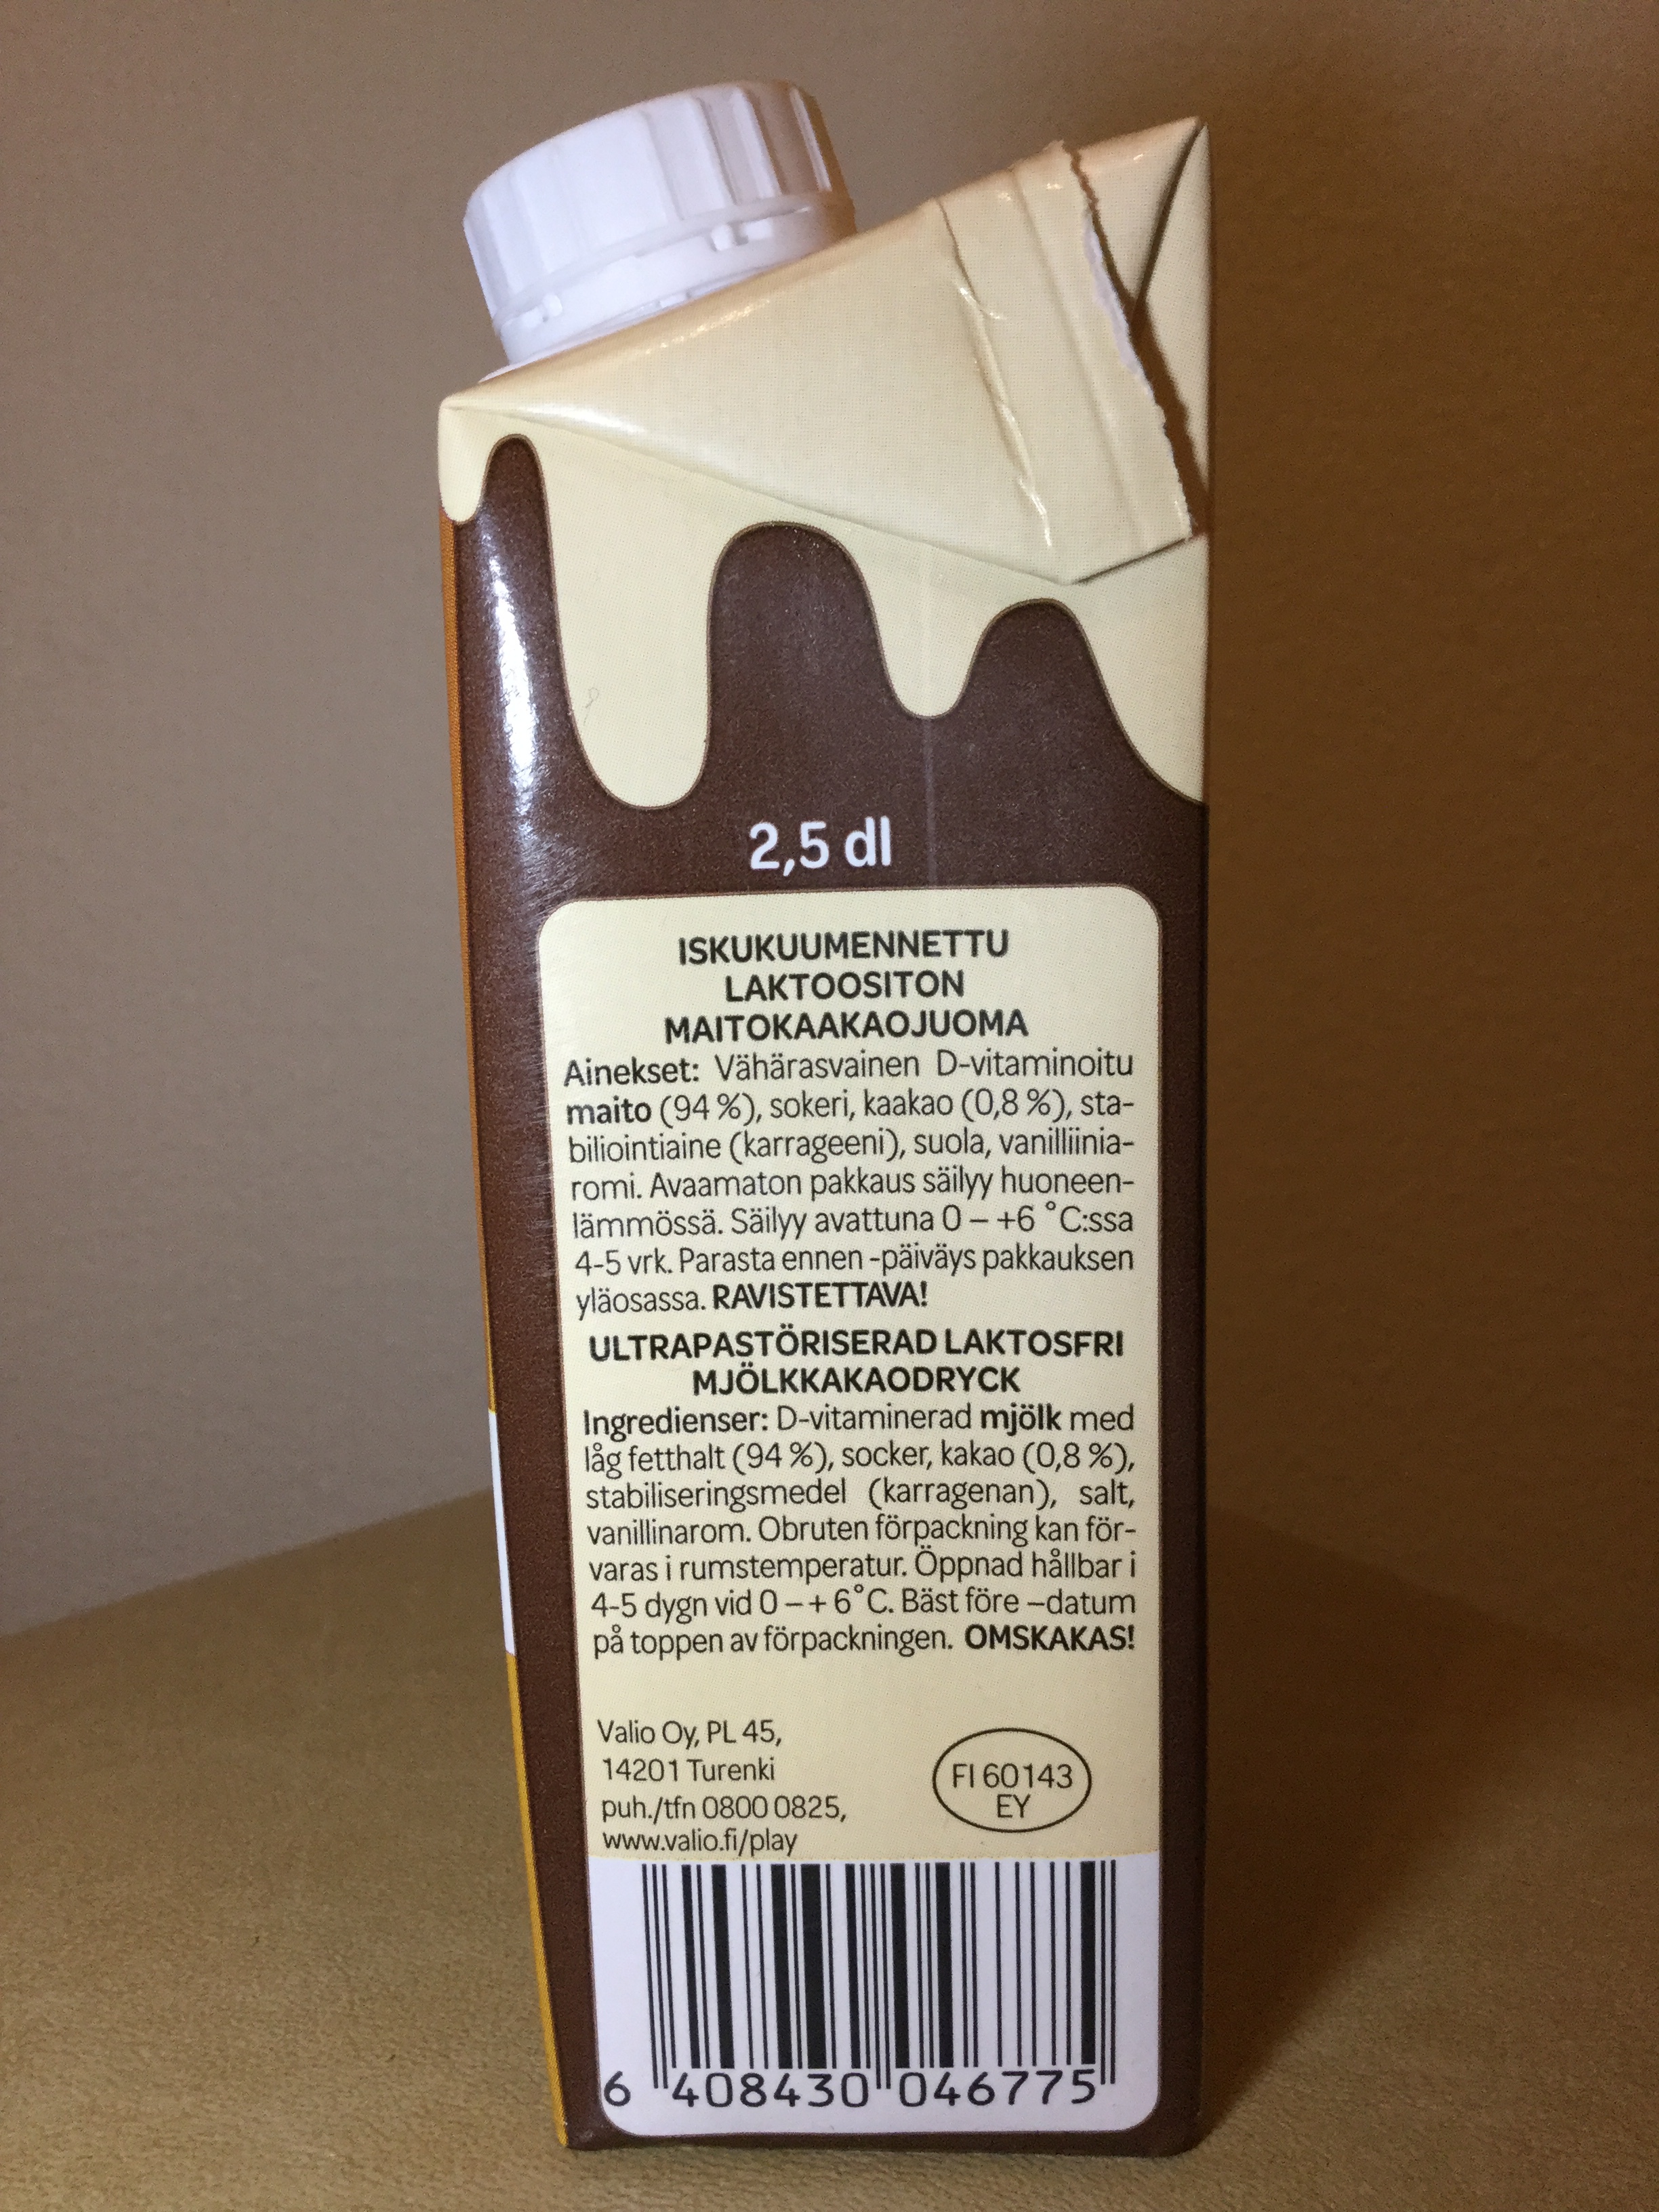 2,5 dl
ISKUKUUMENNETTU
LAKTOOSITON
MAITOKAAKAOJUOMA
Ainekset: Vähärasvainen D-vitaminoitu
maito (94 %), sokeri, kaakao (0,8 %), sta-
biliointiaine (karrageeni), suola, vanilliinia-
romi. Avaamaton pakkaus säilyy huoneen-
lämmössä. Säilyy avattuna 0 – +6 °C:ssa
4-5 vrk. Parasta ennen -päiväys pakkauksen
yläosassa. RAVISTETTAVA!
ULTRAPASTÖRISERAD LAKTOSFRI
MJÖLKKAKAODRYCK
Ingredienser: D-vitaminerad mjölk med
låg fetthalt (94 %), socker, kakao (0,8 %),
stabiliseringsmedel (karragenan), salt,
vanillinarom. Obruten förpackning kan för-
varas i rumstemperatur. Öppnad hållbar i
4-5 dygn vid 0 – + 6°C. Bäst före –datum
på toppen av förpackningen. OMSKAKAS!
Valio Oy, PL 45,
14201 Turenki
puh./tfn 0800 0825,
www.valio.fi/play
FI 60143
EY
6 408430 046775